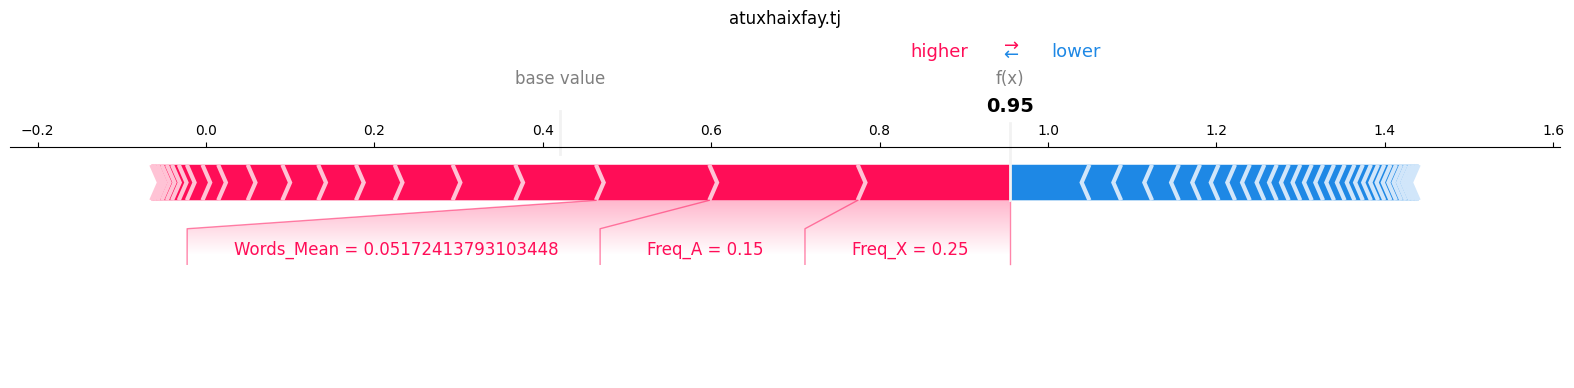 atuxhaixfay.tj
higher → ← lower
base value f(x)
0.95
−0.2 0.0 0.2 0.4 0.6 0.8 1.0 1.2 1.4 1.6
Words_Mean = 0.05172413793103448 Freq_A = 0.15 Freq_X = 0.25